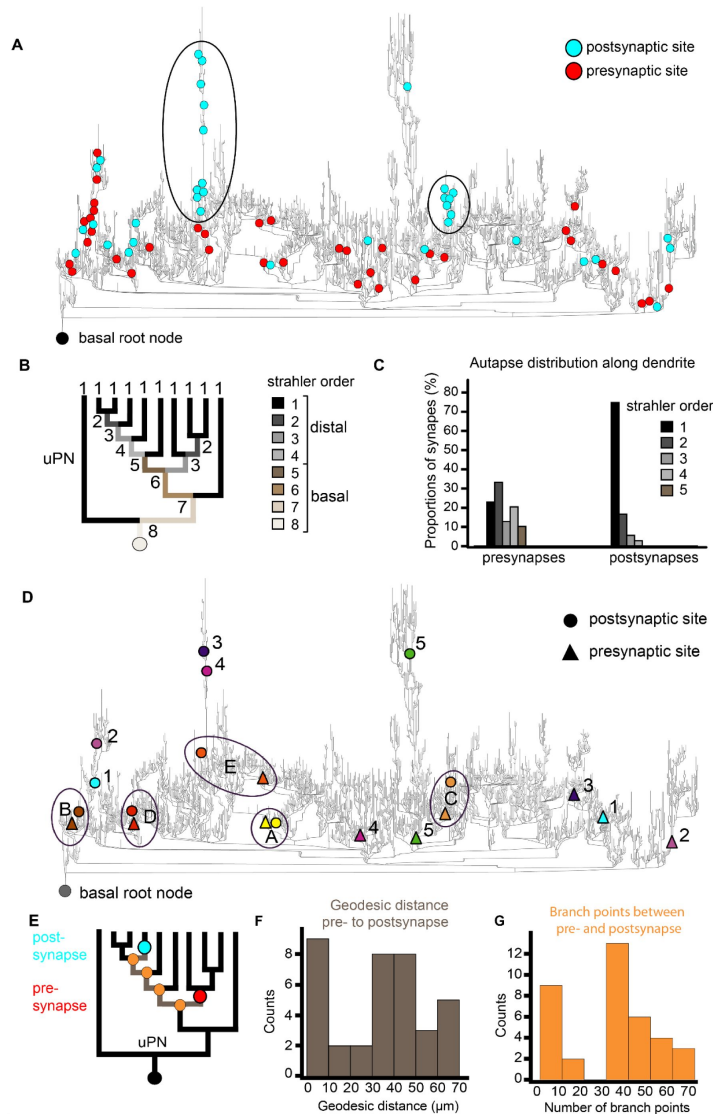 A
postsynaptic site
presynaptic site
basal root node
B
1 1 1 1 1 1 1 1 1 1
2
3
4
5
6
2
3
7
8
uPN
strahler order
1
2
3
4
5
6
7
8
distal
basal
C
Autapse distribution along dendrite
Proportions of synapes (%)
80
70
60
50
40
30
20
10
0
strahler order
1
2
3
4
5
presynapses
postsynapses
D
postsynaptic site
presynaptic site
3
4
5
2
1
E
B
D
A
C
4
5
3
1
2
basal root node
E
post-
synapse
pre-
synapse
uPN
F
Geodesic distance
pre- to postsynapse
Counts
8
6
4
2
0
0 10 20 30 40 50 60 70
Geodesic distance (µm)
G
Branch points between
pre- and postsynapse
Counts
12
10
8
6
4
2
0
0 10 20 30 40 50 60 70
Number of branch points